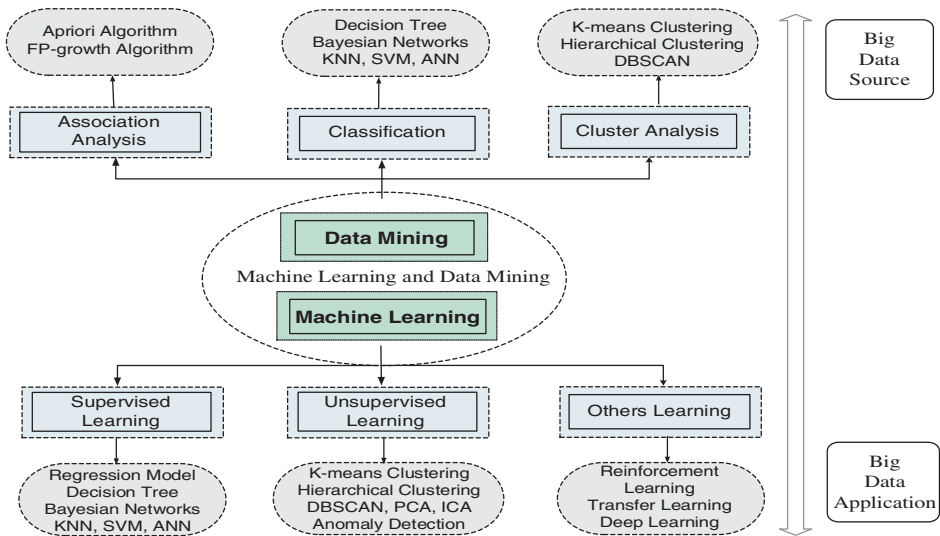 Apriori Algorithm
FP-growth Algorithm
Decision Tree
Bayesian Networks
KNN, SVM, ANN
K-means Clustering
Hierarchical Clustering
DBSCAN
Big
Data
Source
Association
Analysis
Classification
Cluster Analysis
Data Mining
Machine Learning and Data Mining
Machine Learning
Supervised
Learning
Unsupervised
Learning
Others Learning
Regression Model
Decision Tree
Bayesian Networks
KNN, SVM, ANN
K-means Clustering
Hierarchical Clustering
DBSCAN, PCA, ICA
Anomaly Detection
Reinforcement
Learning
Transfer Learning
Deep Learning
Big
Data
Application